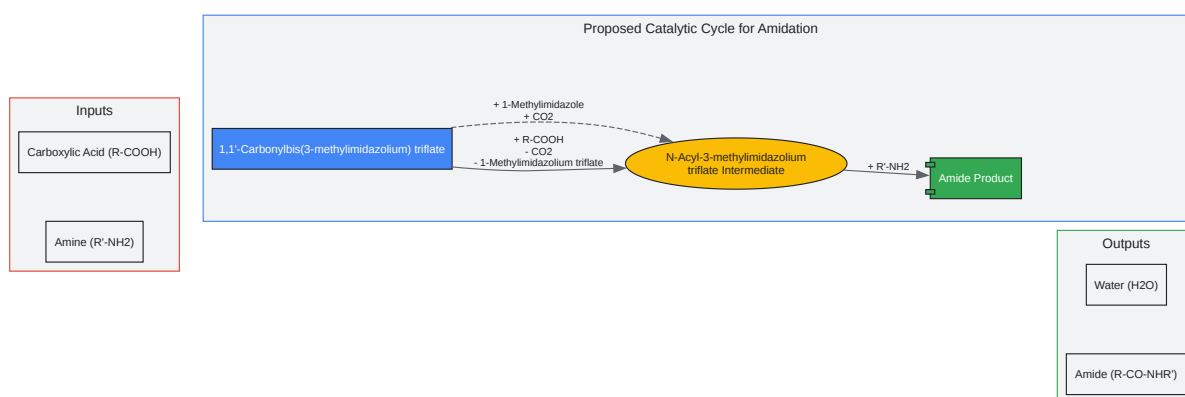 Proposed Catalytic Cycle for Amidation
Inputs
Carboxylic Acid (R-COOH)
Amine (R'-NH2)
1,1'-Carbonylbis(3-methylimidazolium) triflate
+ 1-Methylimidazole
+ CO2
+ R-COOH
- CO2
- 1-Methylimidazolium triflate
N-Acyl-3-methylimidazolium
triflate Intermediate
+ R'-NH2
Amide Product
Outputs
Water (H2O)
Amide (R-CO-NHR')